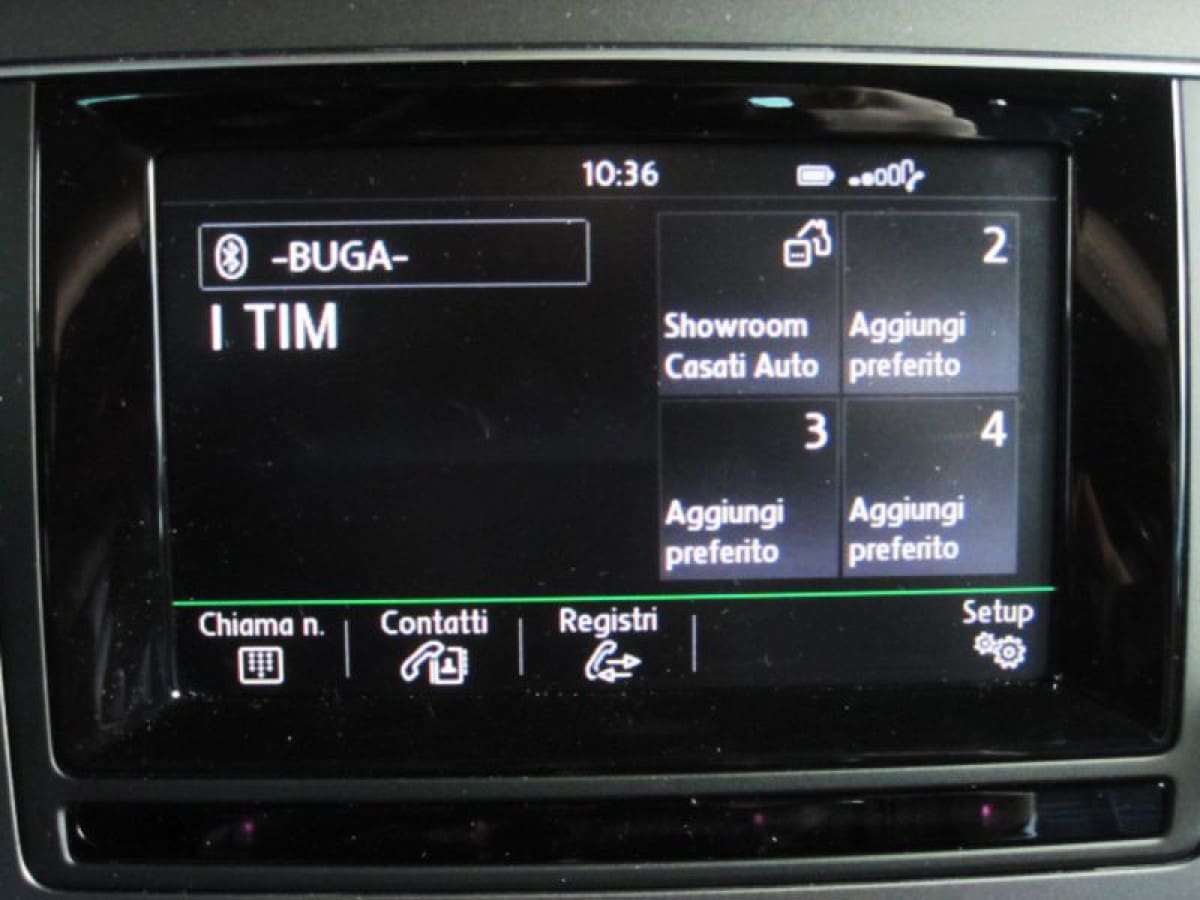 10:36
-BUGA-
I TIM
Showroom
Casati Auto
2
Aggiungi
preferito
3
Aggiungi
preferito
4
Aggiungi
preferito
Chiama n.
Contatti
Registri
Setup